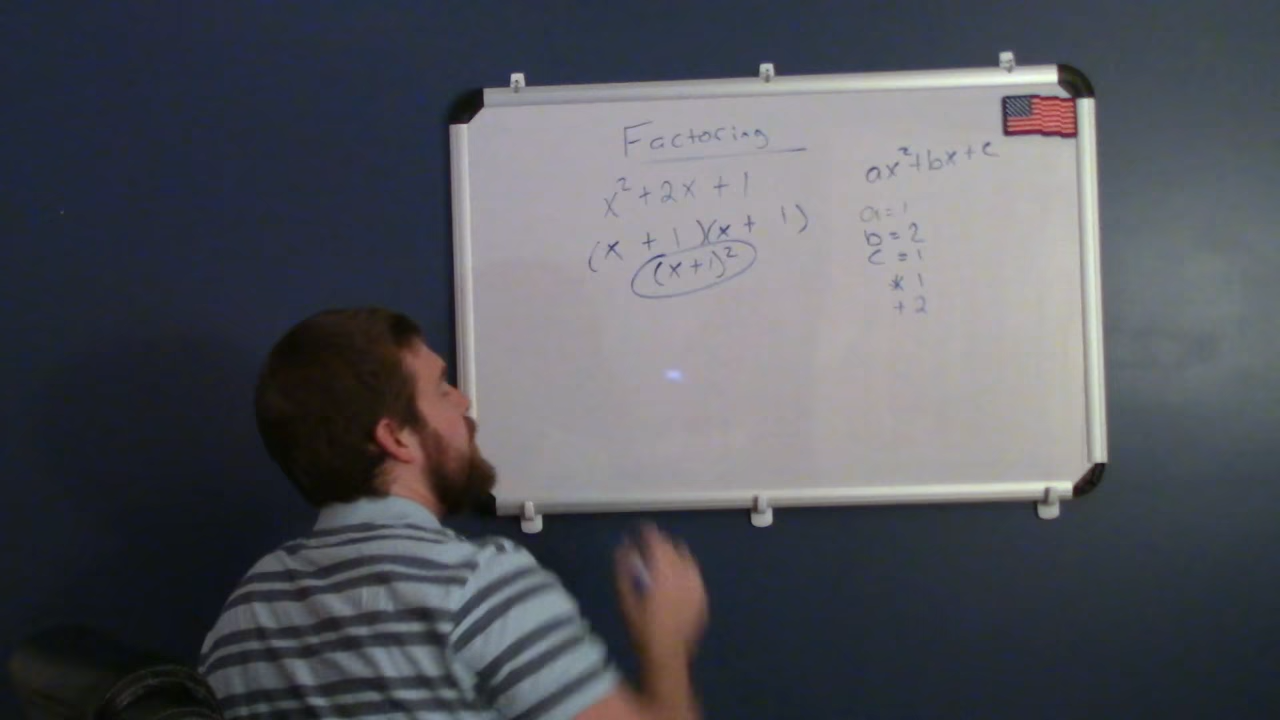 Factoring
x²+2x+1
(x + 1)(x + 1)
(x+1)²
ax²+bx+c
a=1
b=2
c=1
* 1
+ 2